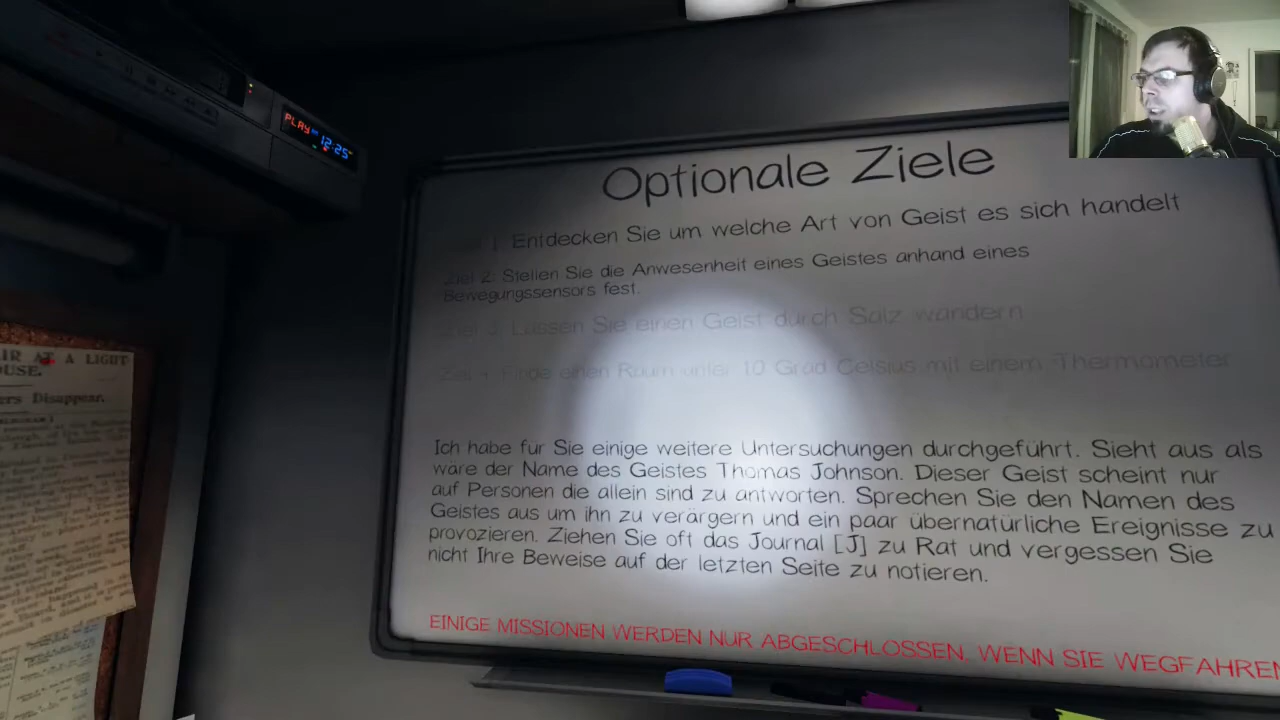 PLAY 12:25
Optionale Ziele
1: Entdecken Sie um welche Art von Geist es sich handelt
Ziel 2: Stellen Sie die Anwesenheit eines Geistes anhand eines
Bewegungssensors fest.
Ziel 3: Lassen Sie einen Geist durch Salz wandern
Ziel 4: Finde einen Raum unter 10 Grad Celsius mit einem Thermometer
Ich habe für Sie einige weitere Untersuchungen durchgeführt. Sieht aus als
wäre der Name des Geistes Thomas Johnson. Dieser Geist scheint nur
auf Personen die allein sind zu antworten. Sprechen Sie den Namen des
Geistes aus um ihn zu verärgern und ein paar übernatürliche Ereignisse zu
provozieren. Ziehen Sie oft das Journal [J] zu Rat und vergessen Sie
nicht Ihre Beweise auf der letzten Seite zu notieren.
EINIGE MISSIONEN WERDEN NUR ABGESCHLOSSEN, WENN SIE WEGFAHREN
AT A LIGHT
Disappear.